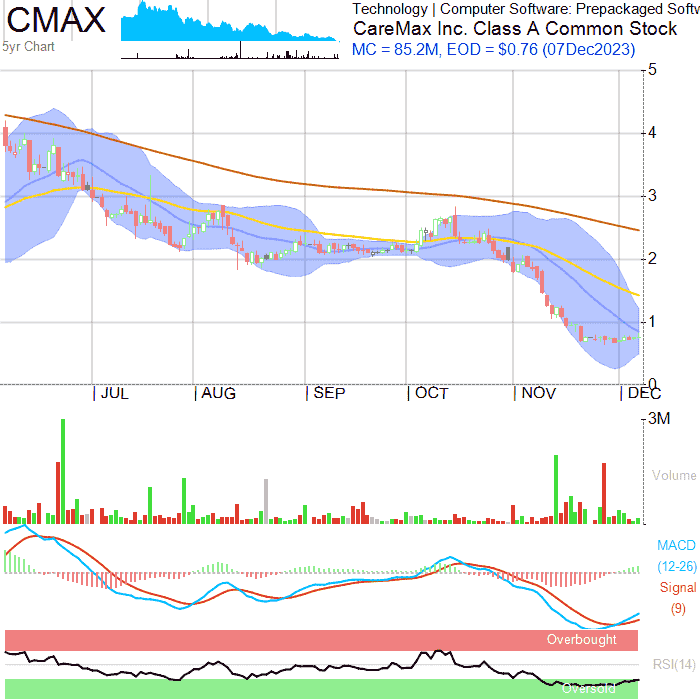 CMAX
5yr Chart
Technology | Computer Software: Prepackaged Softw
CareMax Inc. Class A Common Stock
MC = 85.2M, EOD = $0.76 (07Dec2023)
5
4
3
2
1
0
JUL
AUG
SEP
OCT
NOV
DEC
3M
Volume
MACD
(12-26)
Signal
(9)
Overbought
RSI(14)
Oversold